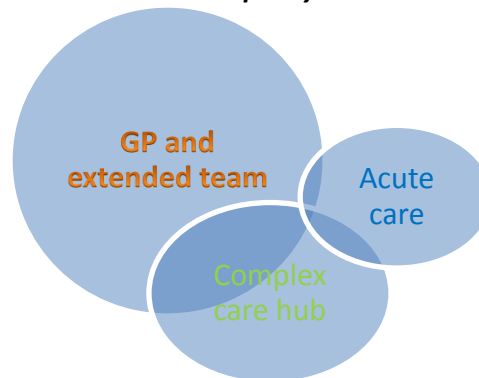 GP and
extended team
Acute
care
Complex
care hub